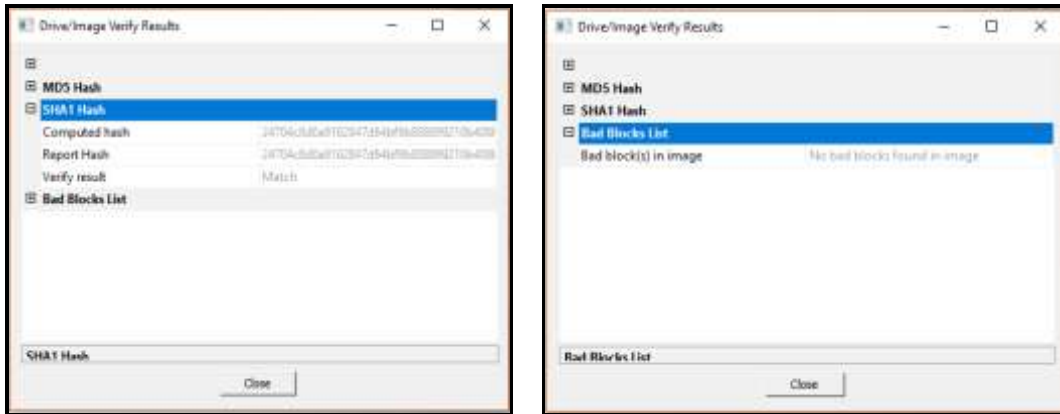 Drive/Image Verify Results
MD5 Hash
SHA1 Hash
Computed hash
Report Hash
Verify result Match
Bad Blocks List
SHA1 Hash
Close
Drive/Image Verify Results
MD5 Hash
SHA1 Hash
Bad Blocks List
Bad block(s) in image No bad blocks found in image
Bad Blocks List
Close